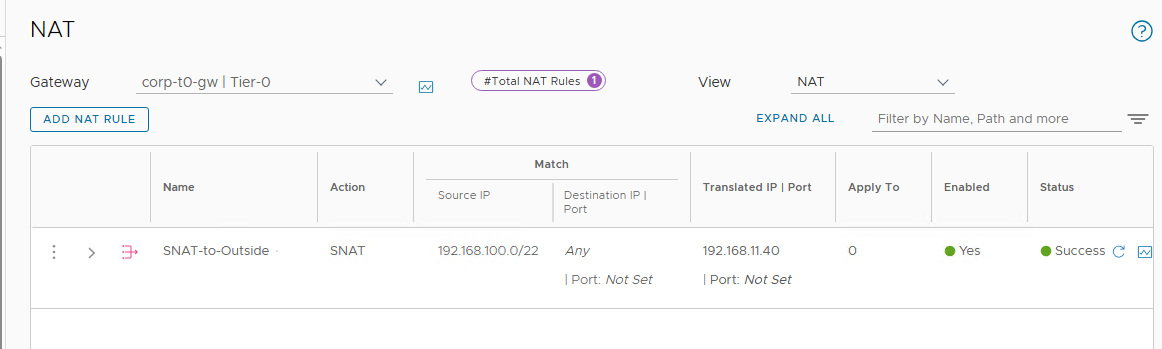 NAT
Gateway corp-t0-gw | Tier-0 #Total NAT Rules 1 View NAT
ADD NAT RULE EXPAND ALL Filter by Name, Path and more
Match
Name Action Translated IP | Port Apply To Enabled Status
Source IP Destination IP |
Port
SNAT-to-Outside SNAT 192.168.100.0/22 Any 192.168.11.40 0 Yes Success
| Port: Not Set | Port: Not Set